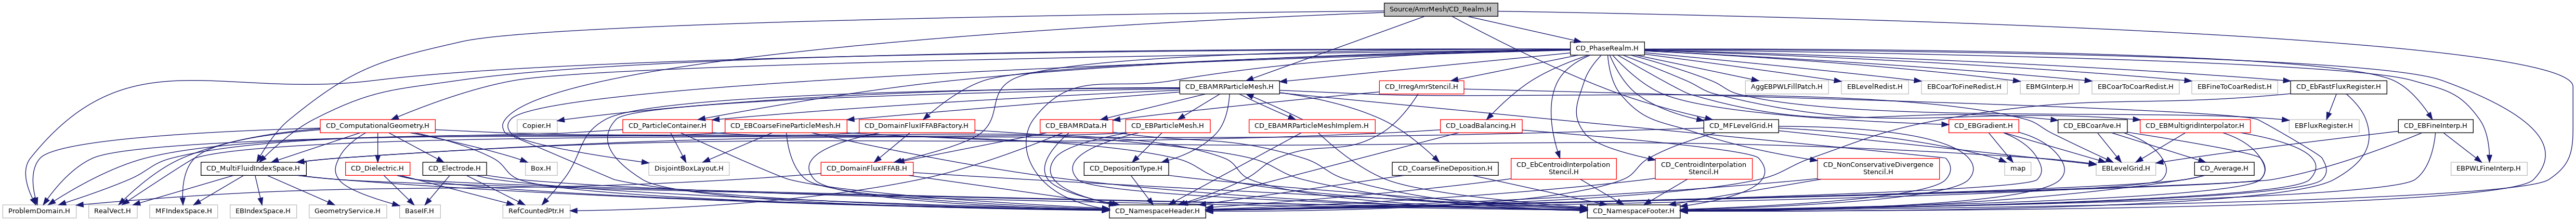 Source/AmrMesh/CD_Realm.H
CD_PhaseRealm.H
CD_EBAMRParticleMesh.H
CD_IrregAmrStencil.H
AggEBPWLFillPatch.H
EBLevelRedist.H
EBCoarToFineRedist.H
EBMGInterp.H
EBCoarToCoarRedist.H
EBFineToCoarRedist.H
CD_EbFastFluxRegister.H
CD_ComputationalGeometry.H
Copier.H
CD_ParticleContainer.H
CD_EBCoarseFineParticleMesh.H
CD_DomainFluxIFFABFactory.H
CD_EBAMRData.H
CD_EBParticleMesh.H
CD_EBAMRParticleMeshImplem.H
CD_LoadBalancing.H
CD_MFLevelGrid.H
CD_EBGradient.H
CD_EBCoarAve.H
CD_EBMultigridInterpolator.H
EBFluxRegister.H
CD_EBFineInterp.H
CD_MultiFluidIndexSpace.H
CD_Dielectric.H
CD_Electrode.H
Box.H
DisjointBoxLayout.H
CD_DomainFluxIFFAB.H
CD_DepositionType.H
CD_CoarseFineDeposition.H
CD_EbCentroidInterpolation
Stencil.H
CD_CentroidInterpolation
Stencil.H
CD_NonConservativeDivergence
Stencil.H
map
EBLevelGrid.H
CD_Average.H
EBPWLFineInterp.H
ProblemDomain.H
RealVect.H
MFIndexSpace.H
EBIndexSpace.H
GeometryService.H
BaseIF.H
CD_NamespaceHeader.H
RefCountedPtr.H
CD_NamespaceFooter.H